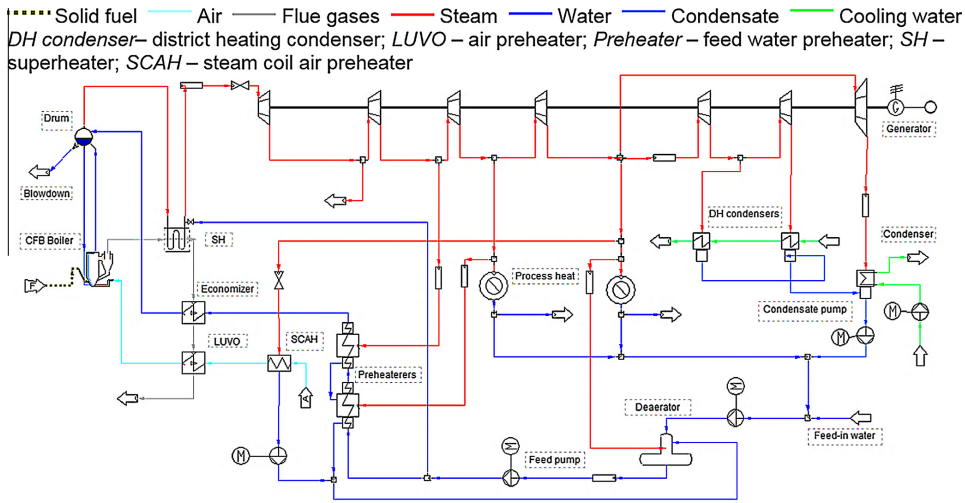 Solid fuel Air Flue gases Steam Water Condensate Cooling water
DH condenser– district heating condenser; LUVO – air preheater; Preheater – feed water preheater; SH –
superheater; SCAH – steam coil air preheater
Drum
G
Generator
Blowdown
DH condensers
CFB Boiler
SH
Condenser
F
Process heat
Economizer
Condensate pump
M
M
LUVO
SCAH
Preheaterers
A
M
Deaerator
Feed-in water
M
Feed pump
M